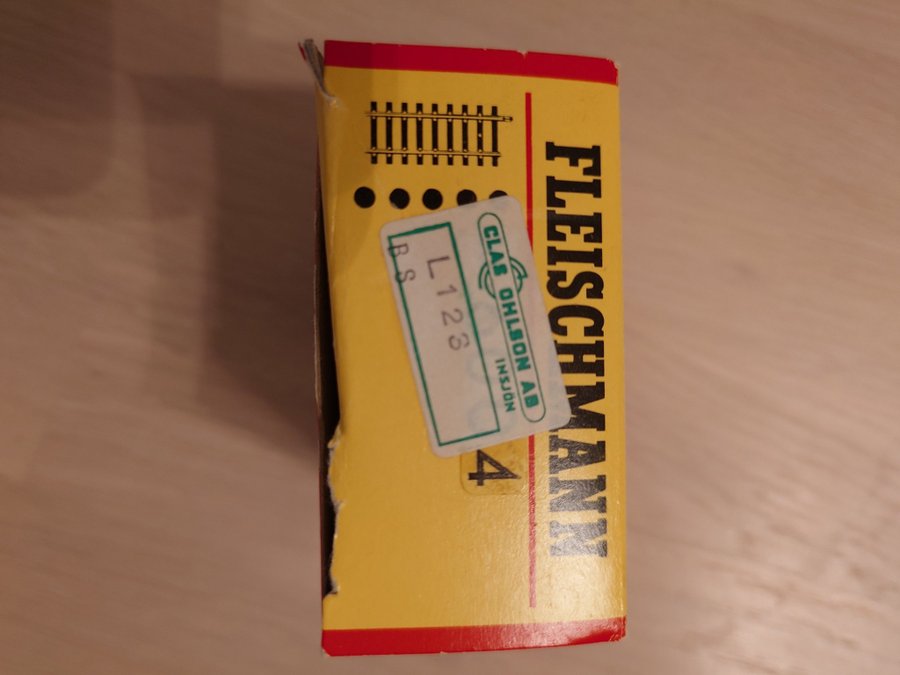 FLEISCHMANN
CLAS OHLSON AB
INSJÖN
L123
BS
4